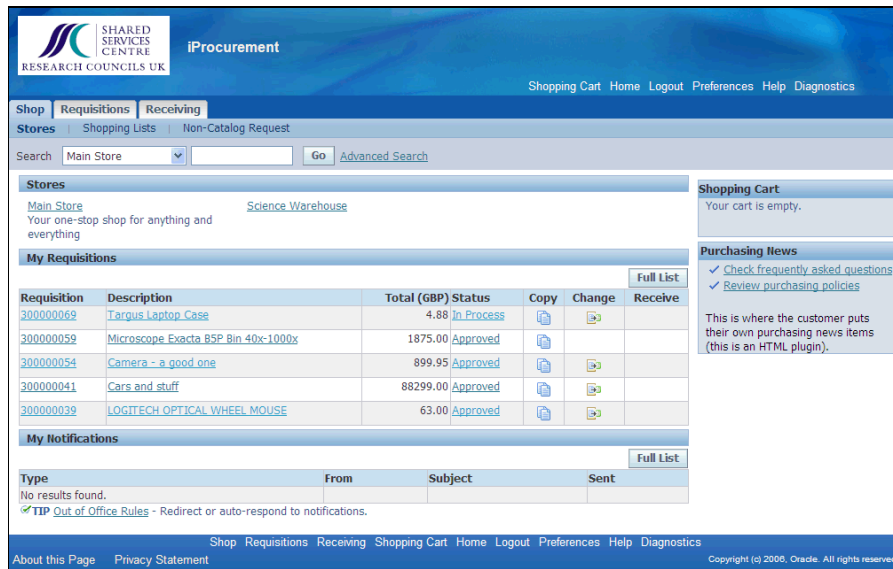 SHARED
SERVICES
CENTRE
RESEARCH COUNCILS UK
iProcurement
Shopping Cart Home Logout Preferences Help Diagnostics
Shop Requisitions Receiving
Stores | Shopping Lists | Non-Catalog Request
Search Main Store Go Advanced Search
Stores
Main Store Science Warehouse
Your one-stop shop for anything and
everything
Shopping Cart
Your cart is empty.
Purchasing News
Check frequently asked questions
Review purchasing policies
This is where the customer puts
their own purchasing news items
(this is an HTML plugin).
My Requisitions
Full List
Requisition Description Total (GBP) Status Copy Change Receive
300000069 Targus Laptop Case 4.88 In Process
300000059 Microscope Exacta B5P Bin 40x-1000x 1875.00 Approved
300000054 Camera - a good one 899.95 Approved
300000041 Cars and stuff 88299.00 Approved
300000039 LOGITECH OPTICAL WHEEL MOUSE 63.00 Approved
My Notifications
Full List
Type From Subject Sent
No results found.
TIP Out of Office Rules - Redirect or auto-respond to notifications.
Shop Requisitions Receiving Shopping Cart Home Logout Preferences Help Diagnostics
About this Page Privacy Statement Copyright (c) 2006, Oracle. All rights reserved